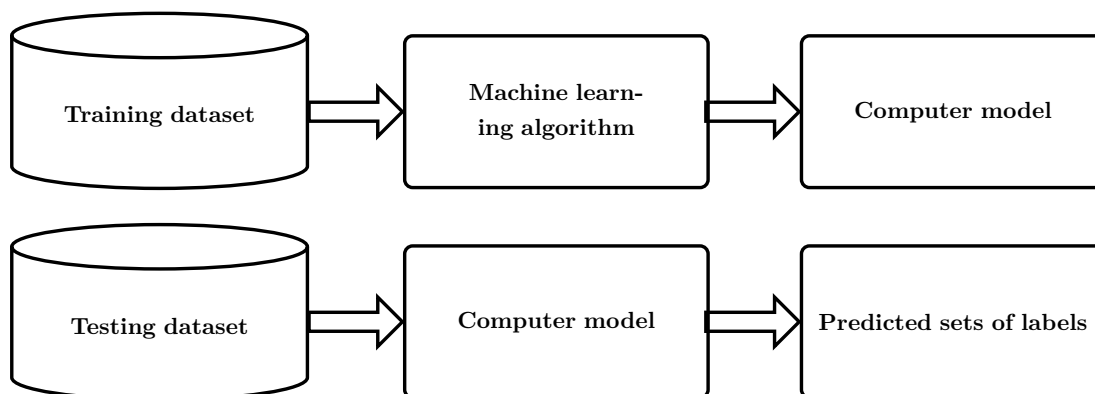 Training dataset
Machine learn-
ing algorithm
Computer model
Testing dataset
Computer model
Predicted sets of labels